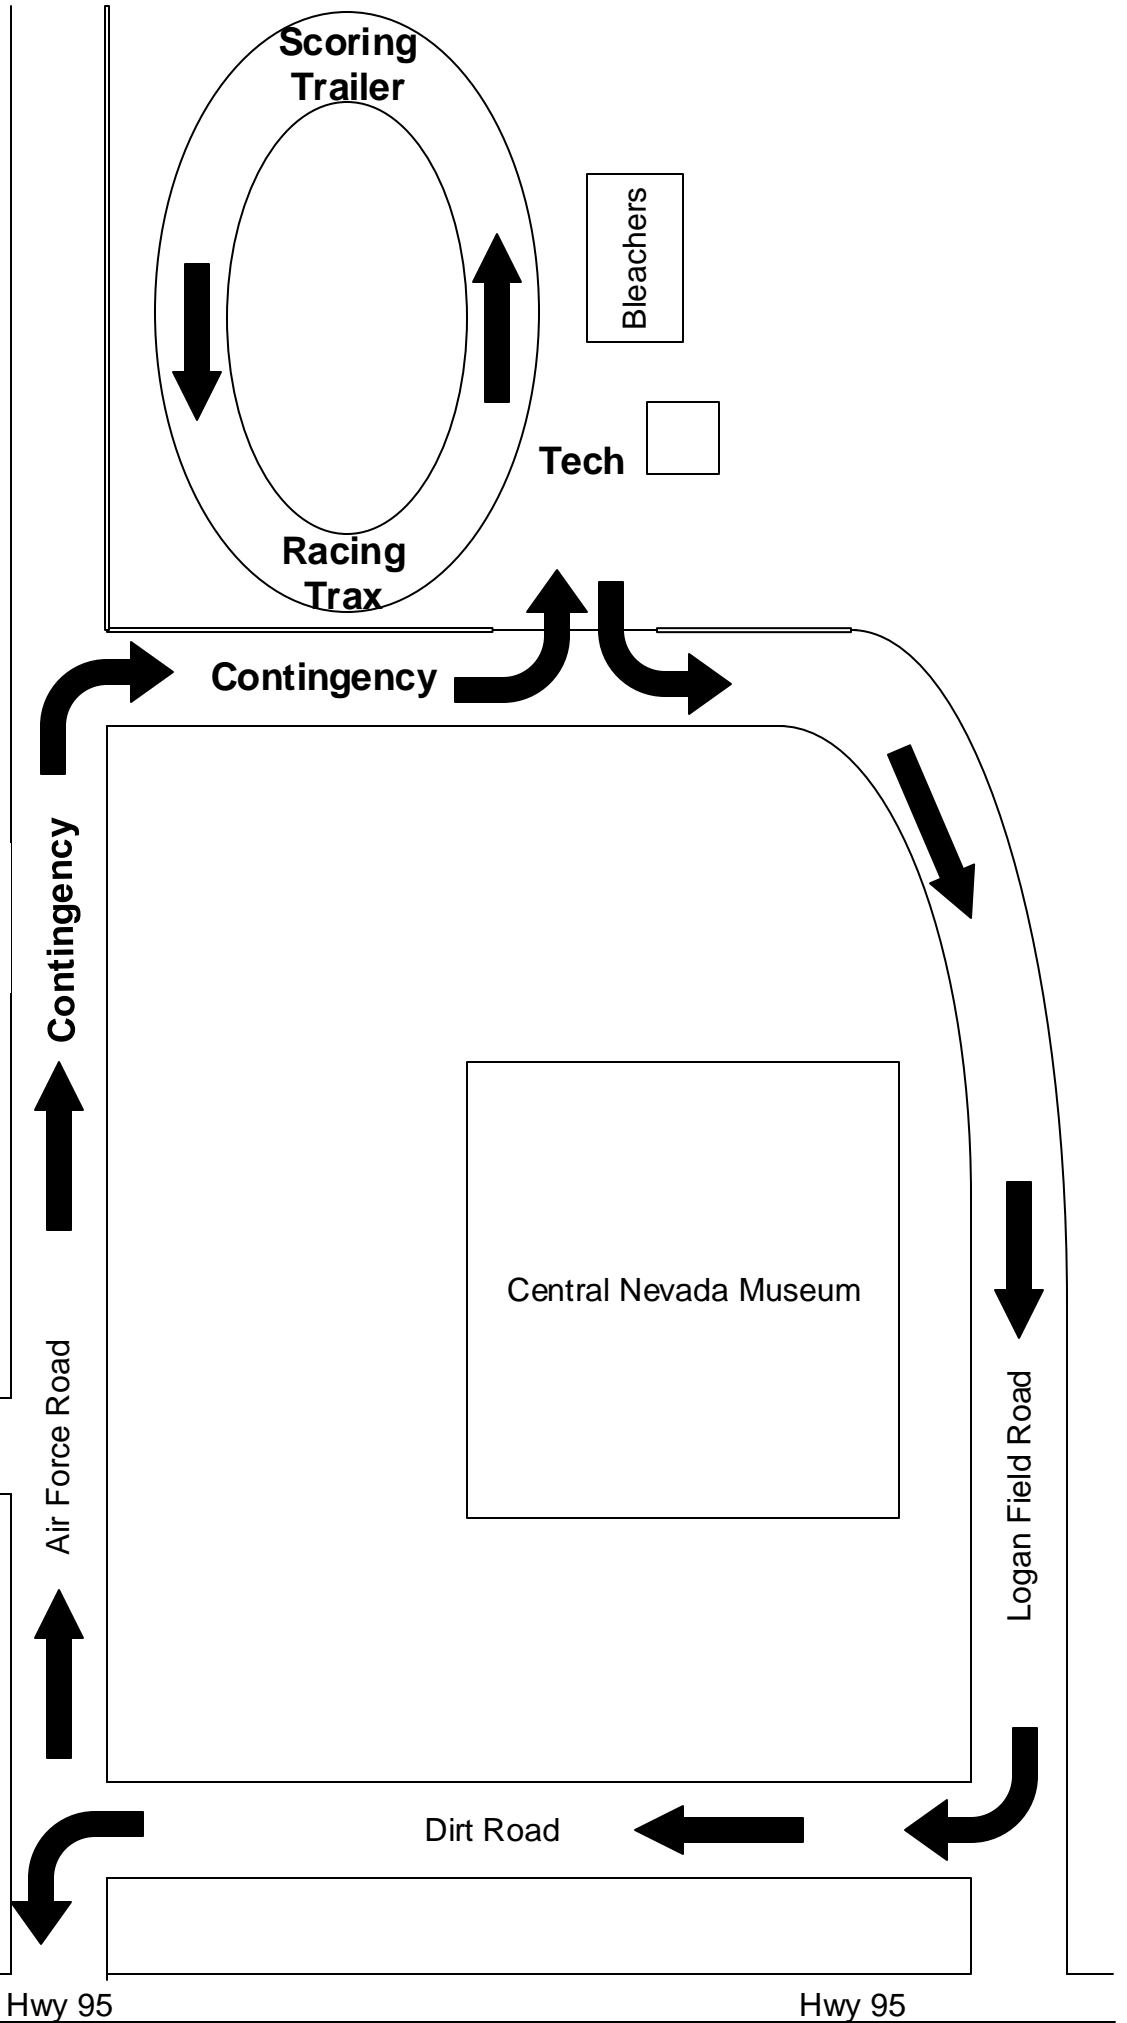 Scoring
Trailer
Bleachers
Tech
Racing
Trax
Contingency
Contingency
Central Nevada Museum
Air Force Road
Logan Field Road
Dirt Road
Hwy 95
Hwy 95